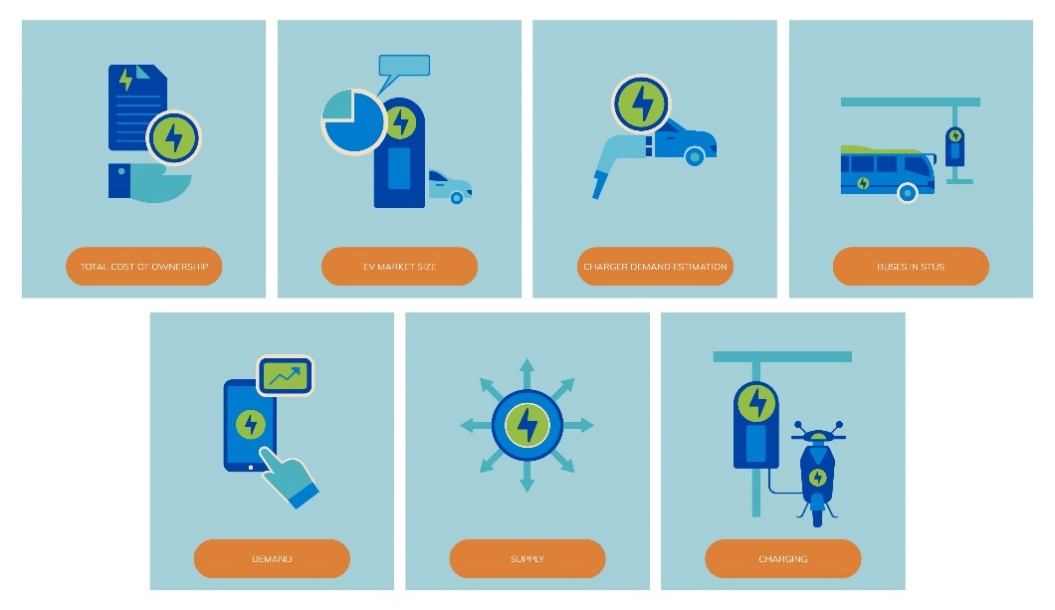 TOTAL COST OF OWNERSHIP
EV MARKET SIZE
CHARGER DEMAND ESTIMATION
BUSES IN STUS
DEMAND
SUPPLY
CHARGING